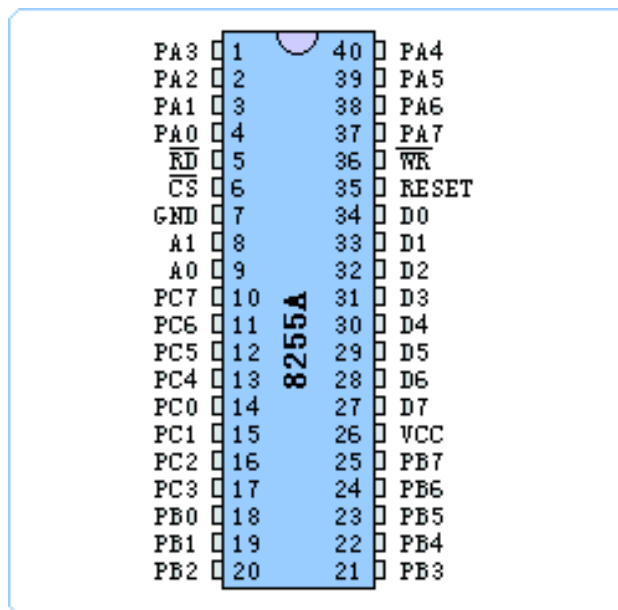 PA3 1 40 PA4
PA2 2 39 PA5
PA1 3 38 PA6
PA0 4 37 PA7
RD 5 36 WR
CS 6 35 RESET
GND 7 34 D0
A1 8 33 D1
A0 9 32 D2
PC7 10 31 D3
PC6 11 30 D4
PC5 12 29 D5
PC4 13 28 D6
PC0 14 27 D7
PC1 15 26 VCC
PC2 16 25 PB7
PC3 17 24 PB6
PB0 18 23 PB5
PB1 19 22 PB4
PB2 20 21 PB3
8255A